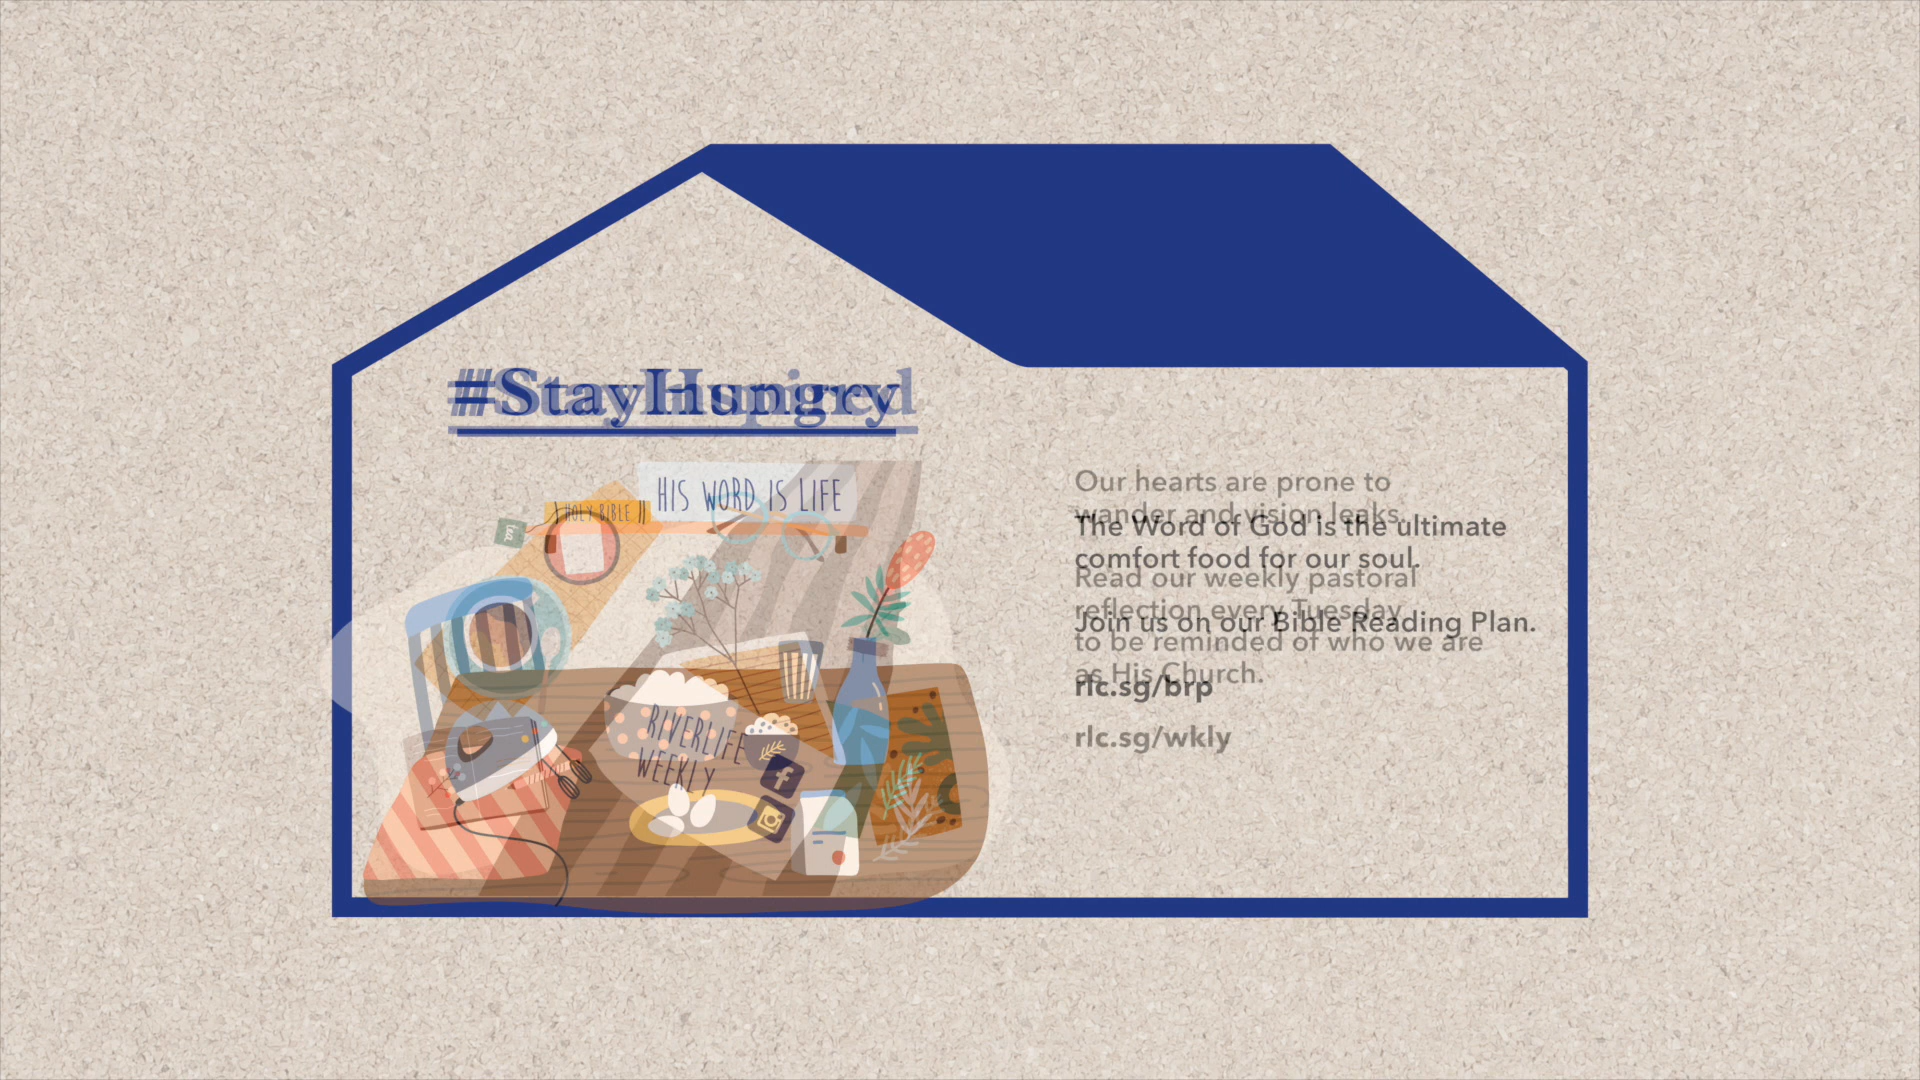 #StayHungry
#StayInspired
HIS WORD IS LIFE
HOLY BIBLE
tea
RIVERLIFE
WEEKLY
The Word of God is the ultimate
comfort food for our soul.
Join us on our Bible Reading Plan.
rlc.sg/brp
Our hearts are prone to
wander and vision leaks.
Read our weekly pastoral
reflection every Tuesday
to be reminded of who we are
as His Church.
rlc.sg/wkly